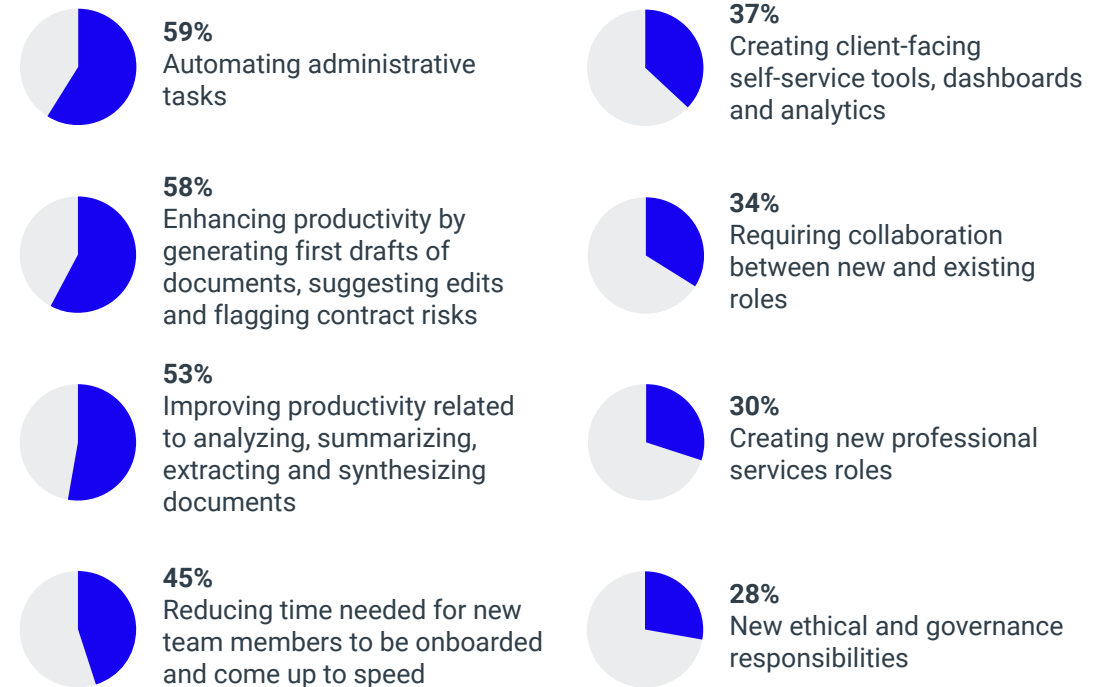 59%
Automating administrative
tasks
58%
Enhancing productivity by
generating first drafts of
documents, suggesting edits
and flagging contract risks
53%
Improving productivity related
to analyzing, summarizing,
extracting and synthesizing
documents
45%
Reducing time needed for new
team members to be onboarded
and come up to speed
37%
Creating client-facing
self-service tools, dashboards
and analytics
34%
Requiring collaboration
between new and existing
roles
30%
Creating new professional
services roles
28%
New ethical and governance
responsibilities